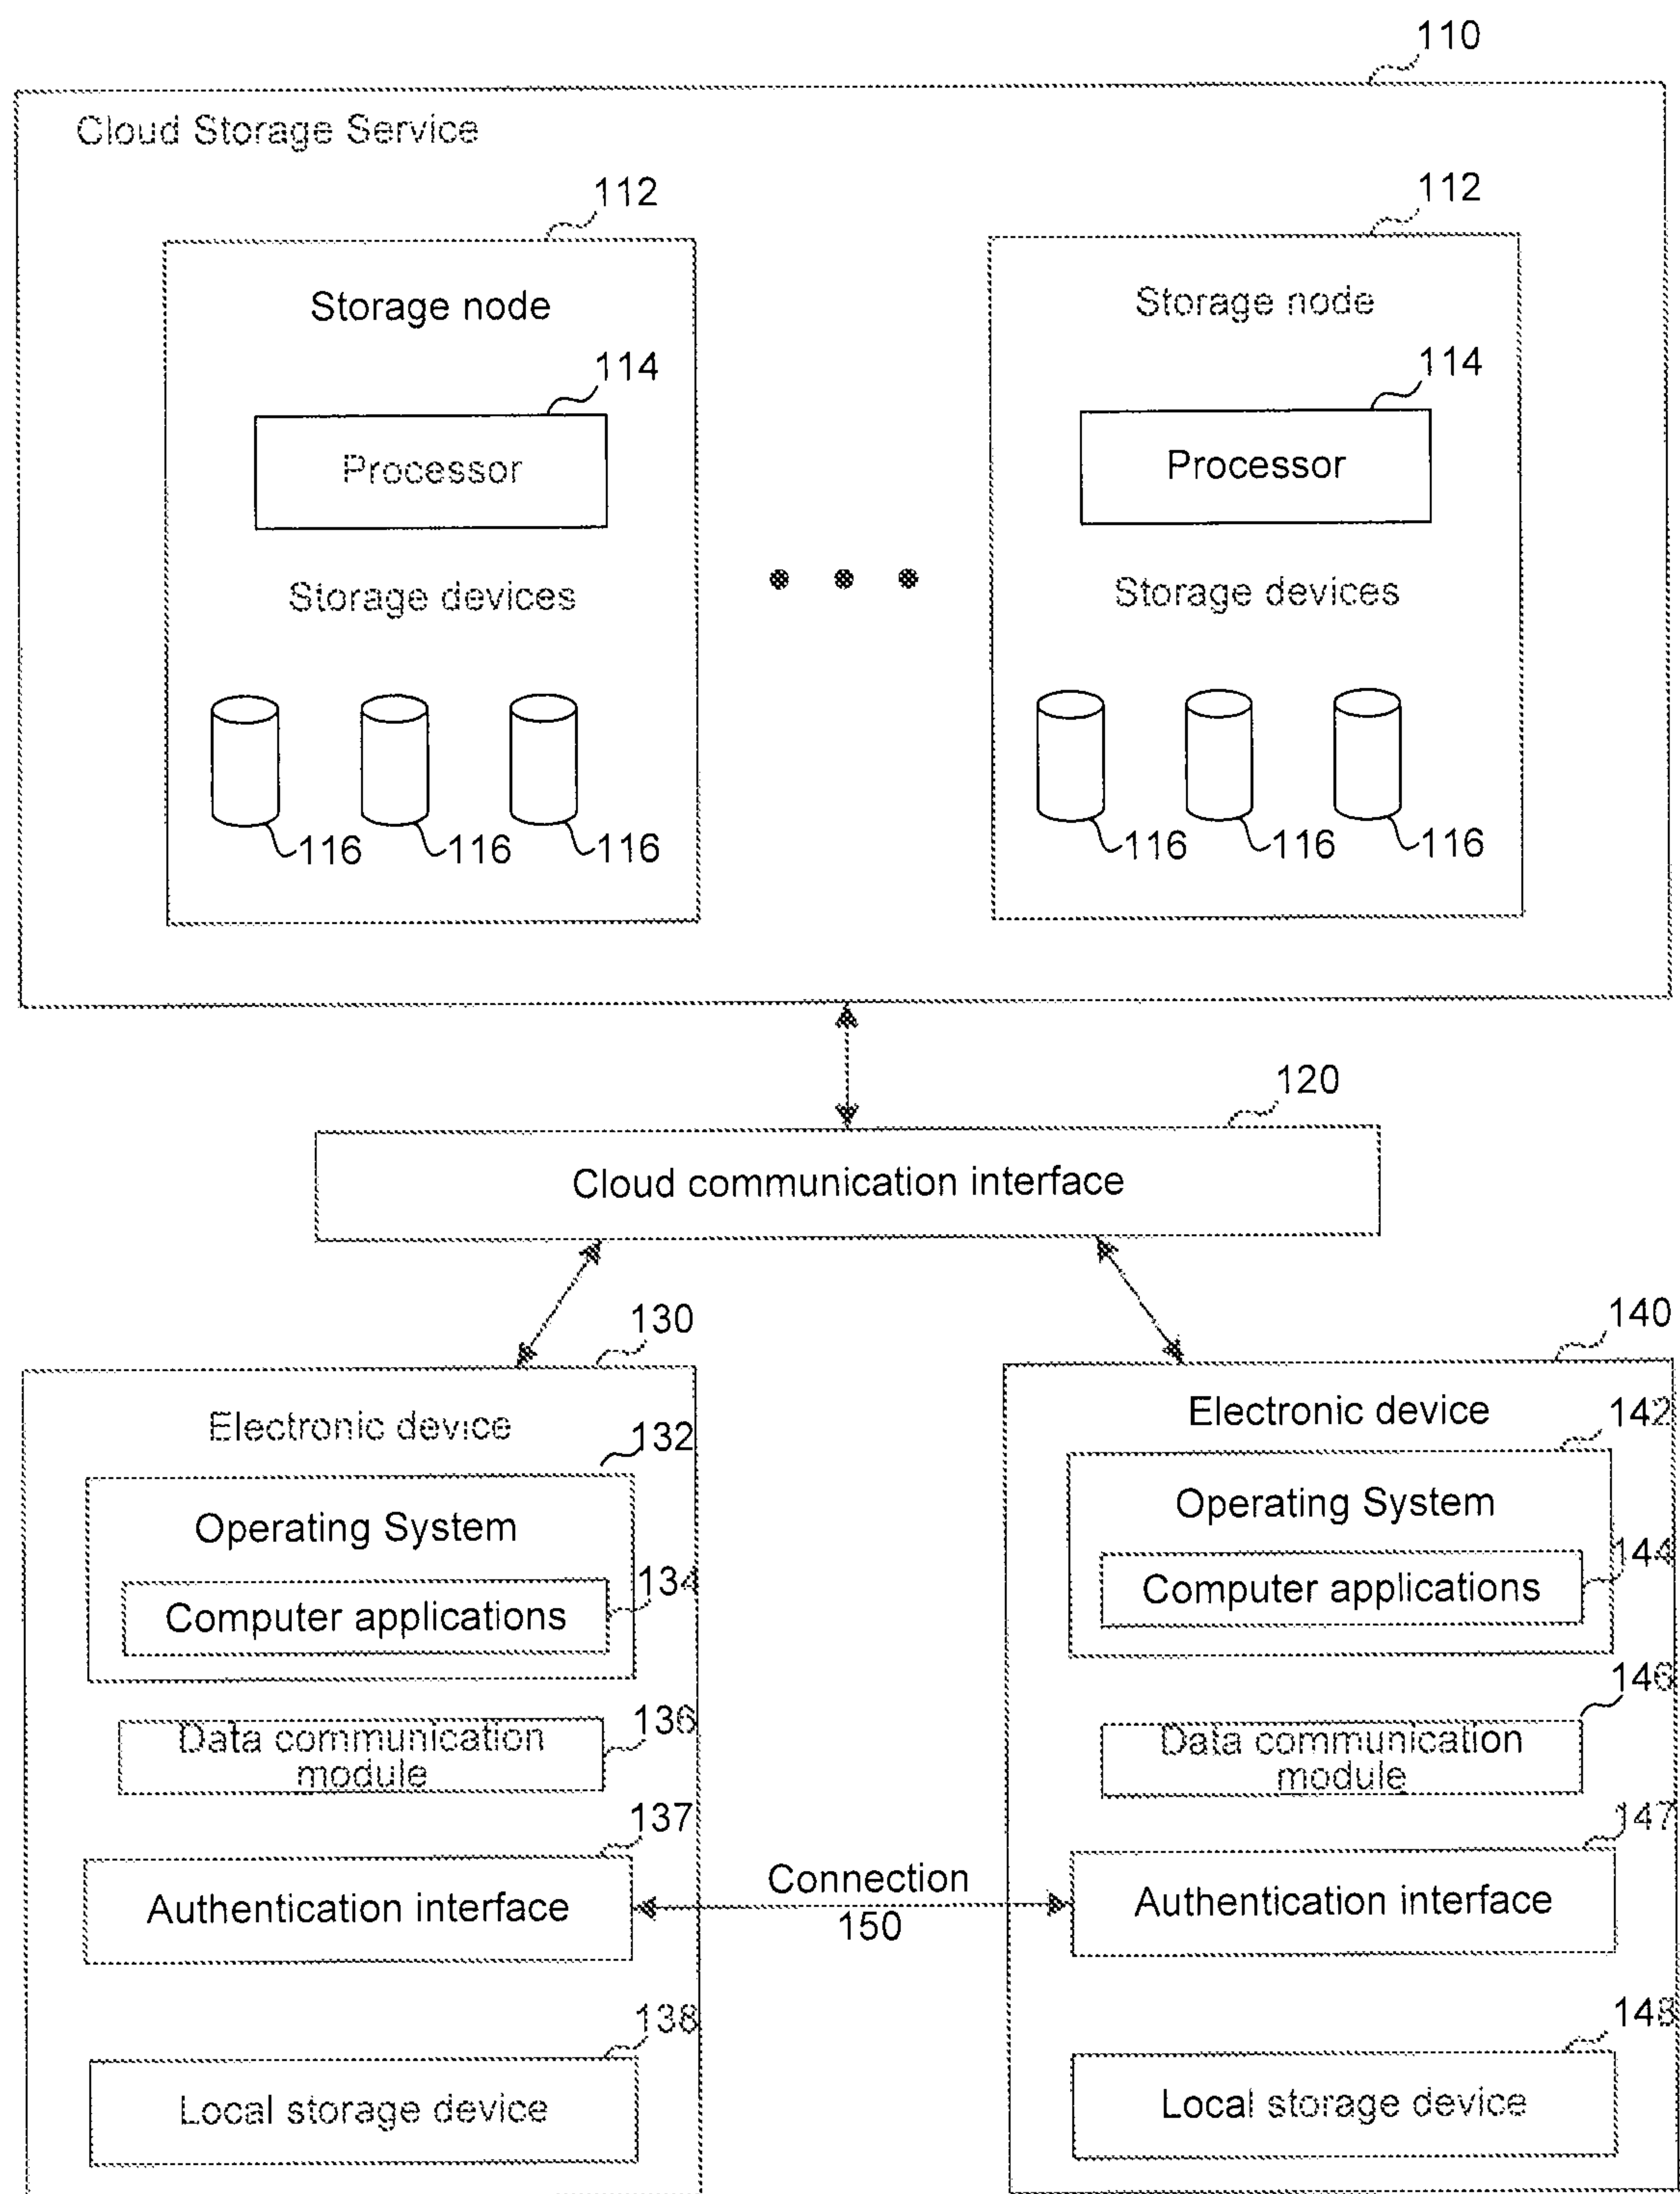 110
Cloud Storage Service
112
112
Storage node
Storage node
114
114
Processor
Processor
Storage devices
Storage devices
116
116
116
116
116
116
120
Cloud communication interface
130
140
Electronic device
Electronic device
132
142
Operating System
Operating System
134
144
Computer applications
Computer applications
136
146
Data communication
module
Data communication
module
137
147
Authentication interface
Connection
150
Authentication interface
138
148
Local storage device
Local storage device